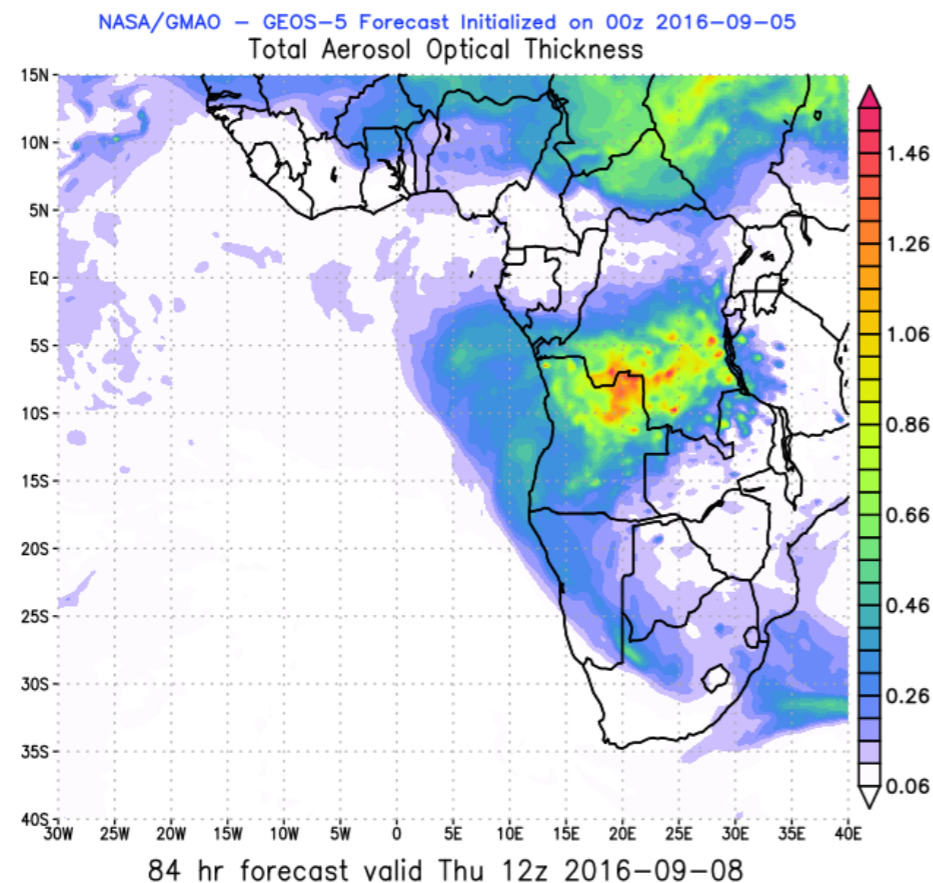 NASA/GMAO - GEOS-5 Forecast Initialized on 00z 2016-09-05
Total Aerosol Optical Thickness
15N
10N
5N
EQ
5S
10S
15S
20S
25S
30S
35S
40S
30W 25W 20W 15W 10W 5W 0 5E 10E 15E 20E 25E 30E 35E 40E
1.46
1.26
1.06
0.86
0.66
0.46
0.26
0.06
84 hr forecast valid Thu 12z 2016-09-08